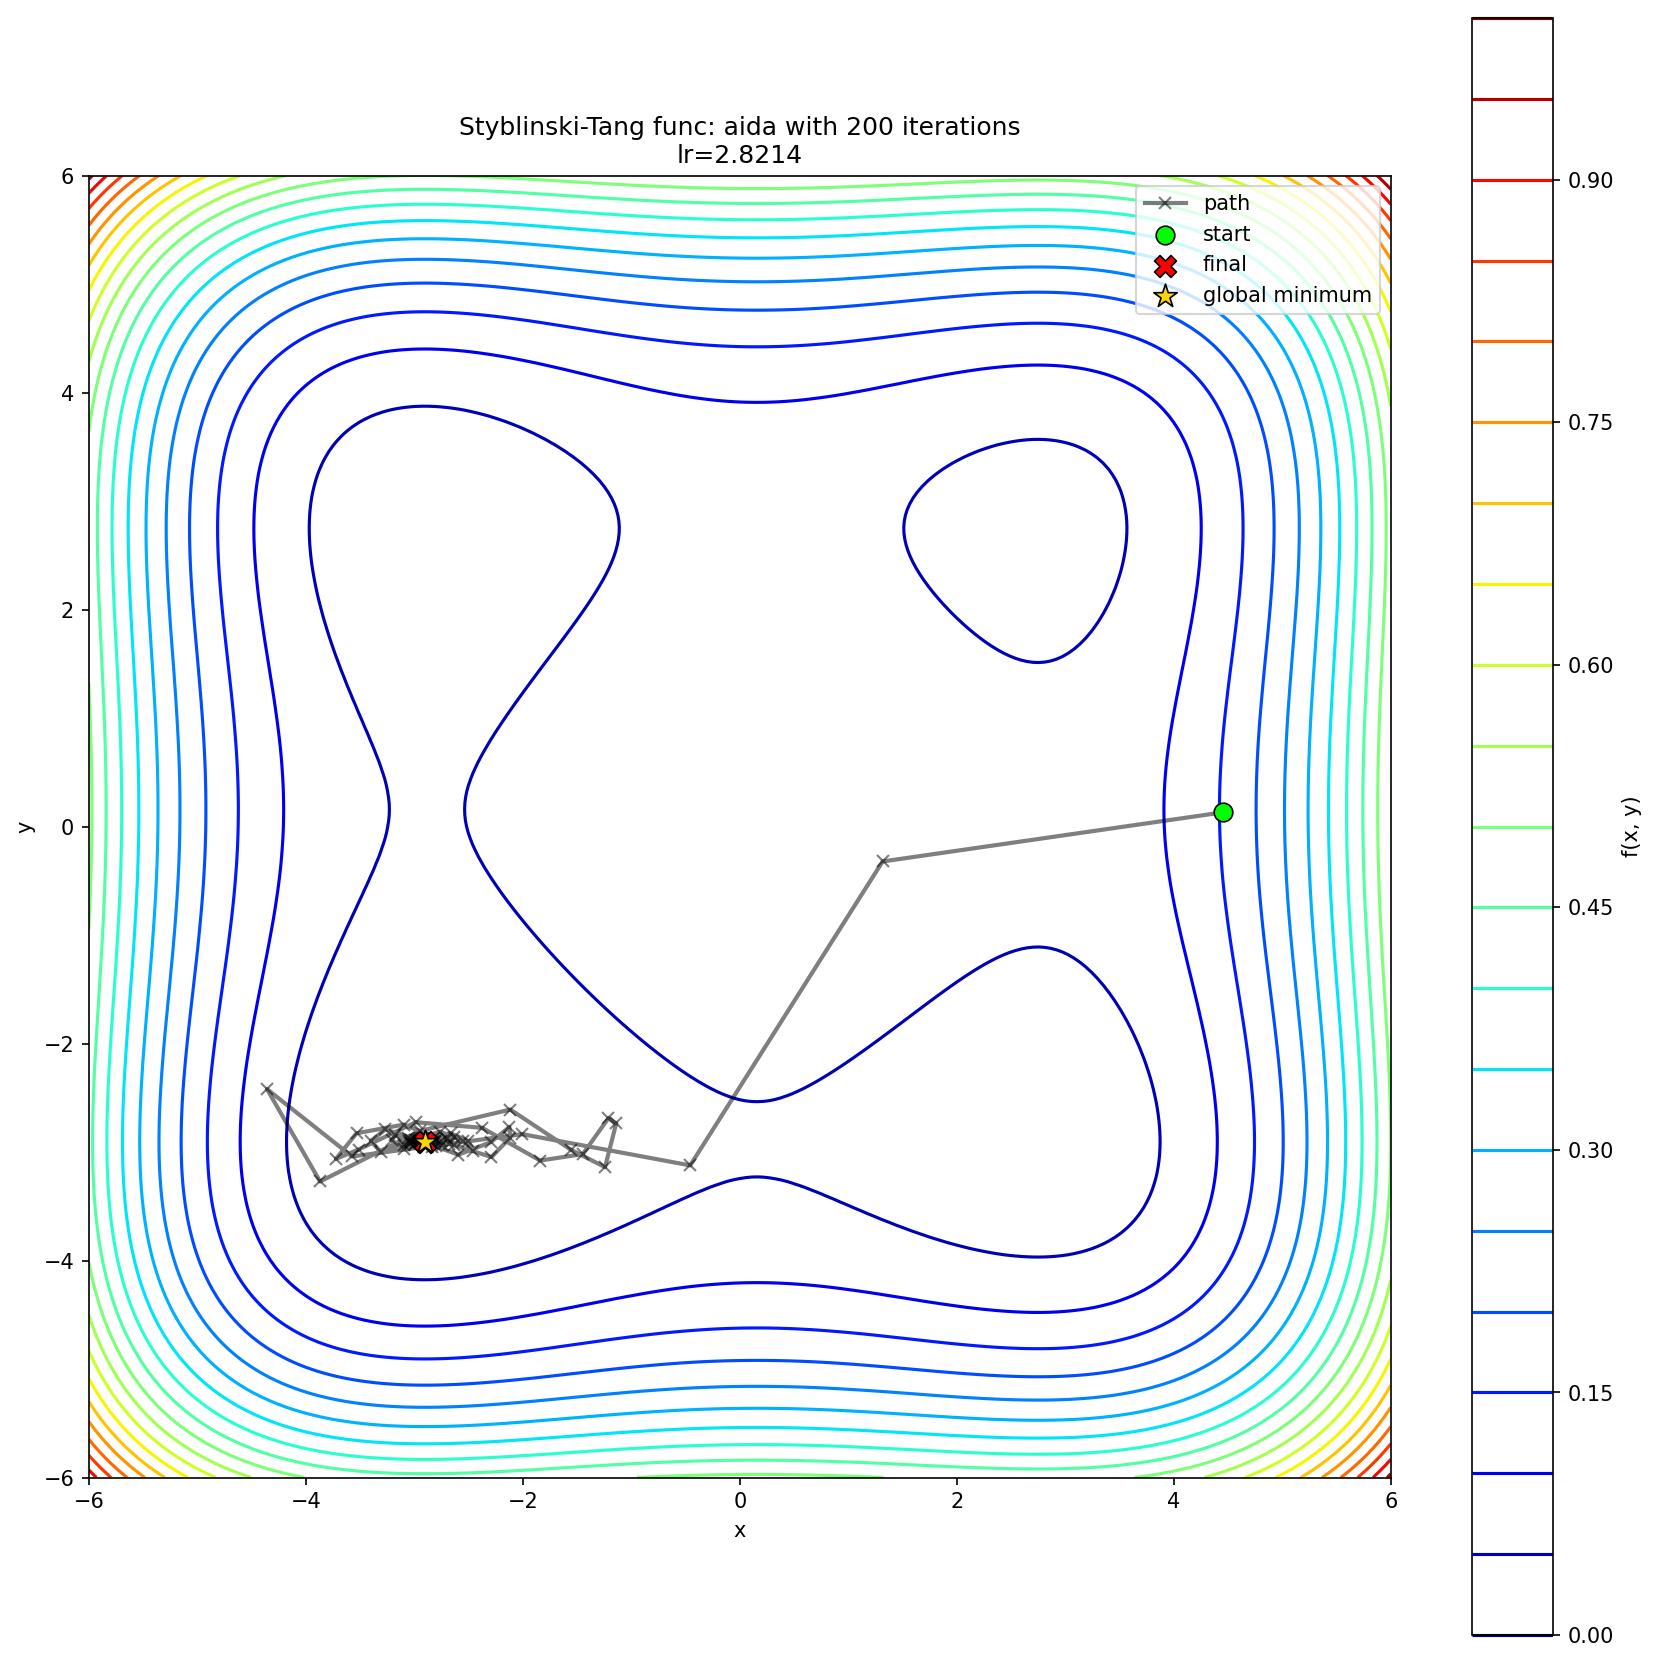 Styblinski-Tang func: aida with 200 iterations
lr=2.8214
path
start
final
global minimum
6
4
2
0
−2
−4
−6
y
−6
−4
−2
0
2
4
6
x
0.90
0.75
0.60
0.45
0.30
0.15
0.00
f(x, y)